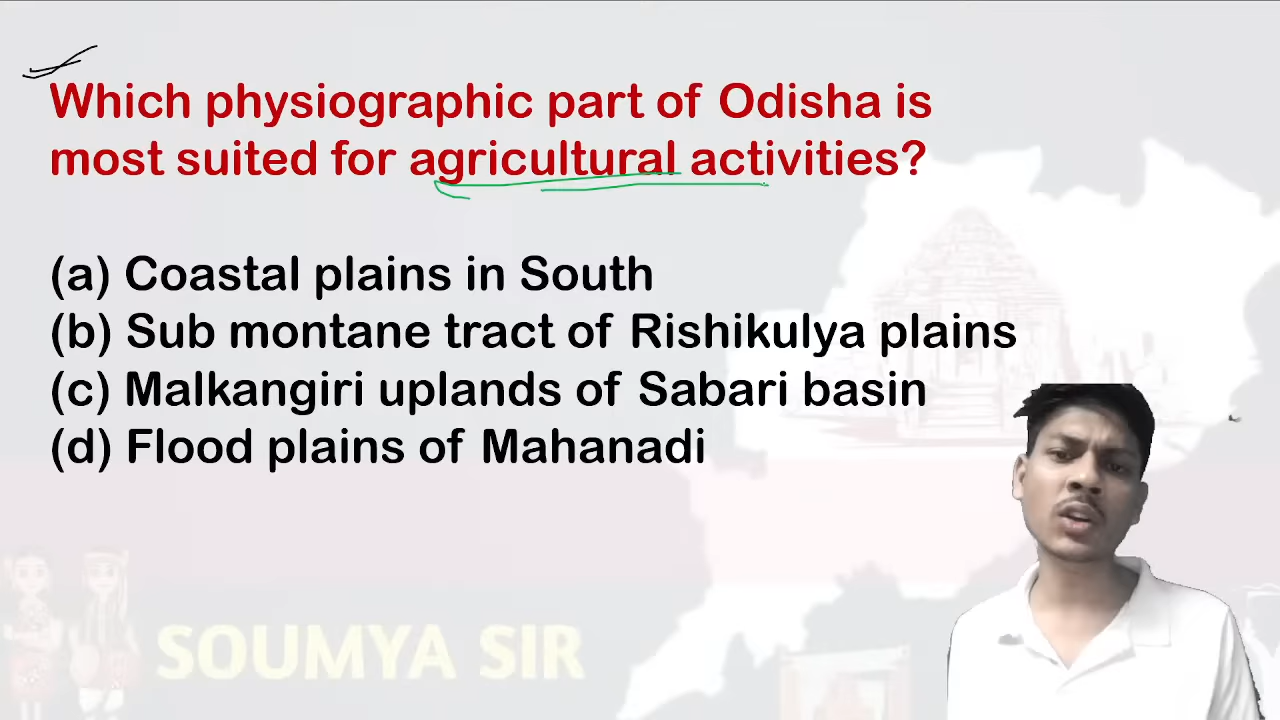 Which physiographic part of Odisha is
most suited for agricultural activities?
(a) Coastal plains in South
(b) Sub montane tract of Rishikulya plains
(c) Malkangiri uplands of Sabari basin
(d) Flood plains of Mahanadi
SOUMYA SIR